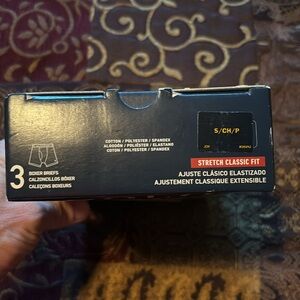 S/CH/P
COTTON / POLYESTER / SPANDEX
ALGODÓN / POLIÉSTER / ELASTANO
COTON / POLYESTER / SPANDEX
STRETCH CLASSIC FIT
3
BOXER BRIEFS
CALZONCILLOS BÓXER
CALEÇONS BOXEURS
AJUSTE CLÁSICO ELASTIZADO
AJUSTEMENT CLASSIQUE EXTENSIBLE